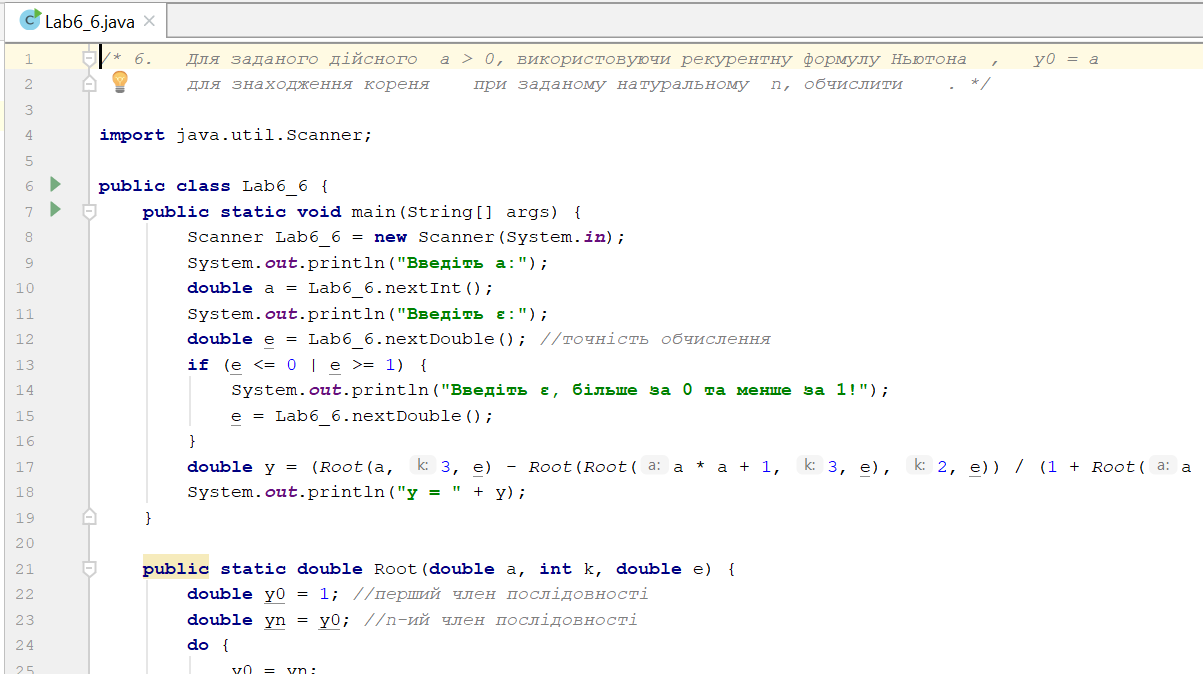 Lab6_6.java
1 /* 6. Для заданого дійсного a > 0, використовуючи рекурентну формулу Ньютона , y0 = a
2 для знаходження кореня при заданому натуральному n, обчислити . */
3
4 import java.util.Scanner;
5
6 public class Lab6_6 {
7 public static void main(String[] args) {
8 Scanner Lab6_6 = new Scanner(System.in);
9 System.out.println("Введіть a:");
10 double a = Lab6_6.nextInt();
11 System.out.println("Введіть ε:");
12 double e = Lab6_6.nextDouble(); //точність обчислення
13 if (e <= 0 | e >= 1) {
14 System.out.println("Введіть ε, більше за 0 та менше за 1!");
15 e = Lab6_6.nextDouble();
16 }
17 double y = (Root(a, k: 3, e) - Root(Root( a: a * a + 1, k: 3, e), k: 2, e)) / (1 + Root( a: a
18 System.out.println("y = " + y);
19 }
20
21 public static double Root(double a, int k, double e) {
22 double y0 = 1; //перший член послідовності
23 double yn = y0; //n-ий член послідовності
24 do {
25 y0 = yn;